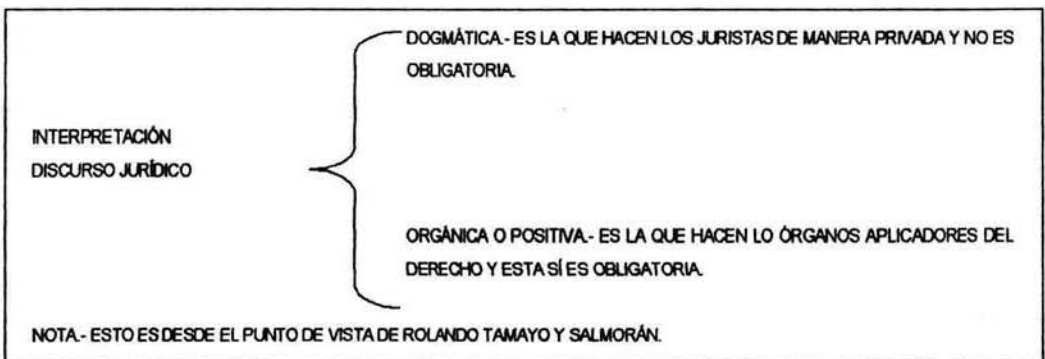 DOGMÁTICA.- ES LA QUE HACEN LOS JURISTAS DE MANERA PRIVADA Y NO ES
OBLIGATORIA.
INTERPRETACIÓN
DISCURSO JURÍDICO
ORGÁNICA O POSITIVA.- ES LA QUE HACEN LO ÓRGANOS APLICADORES DEL
DERECHO Y ESTA SÍ ES OBLIGATORIA.
NOTA.- ESTO ES DESDE EL PUNTO DE VISTA DE ROLANDO TAMAYO Y SALMORÁN.